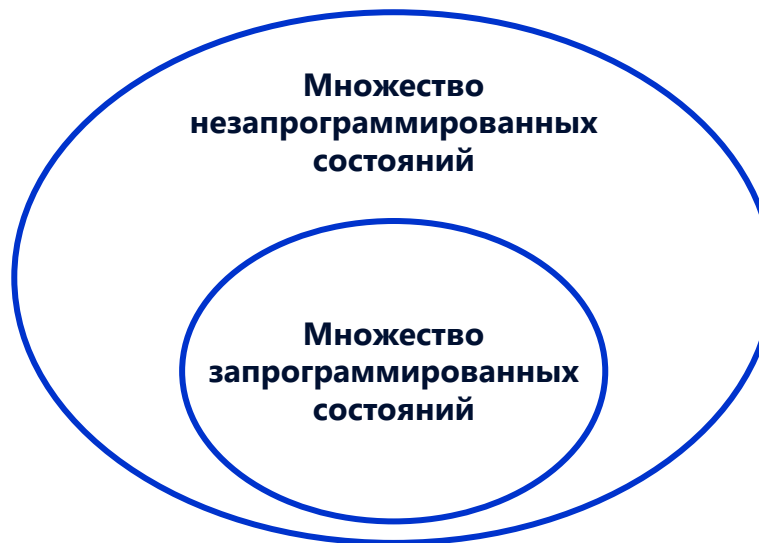 Множество
незапрограммированных
состояний
Множество
запрограммированных
состояний